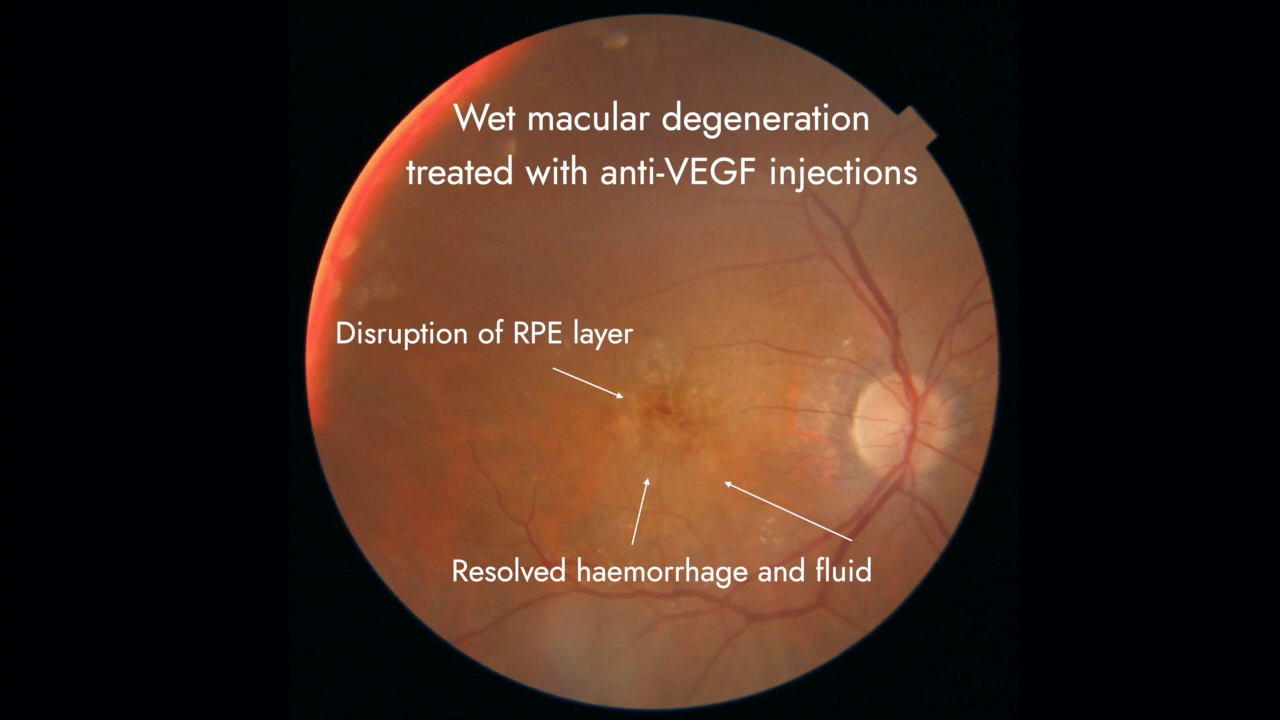 Wet macular degeneration
treated with anti-VEGF injections
Disruption of RPE layer
Resolved haemorrhage and fluid